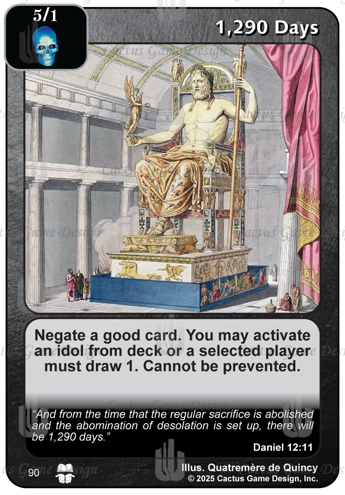 5/1
1,290 Days
Negate a good card. You may activate
an idol from deck or a selected player
must draw 1. Cannot be prevented.
"And from the time that the regular sacrifice is abolished
and the abomination of desolation is set up, there will
be 1,290 days."
Daniel 12:11
90
Illus. Quatremère de Quincy
© 2025 Cactus Game Design, Inc.
Cactus Game Design